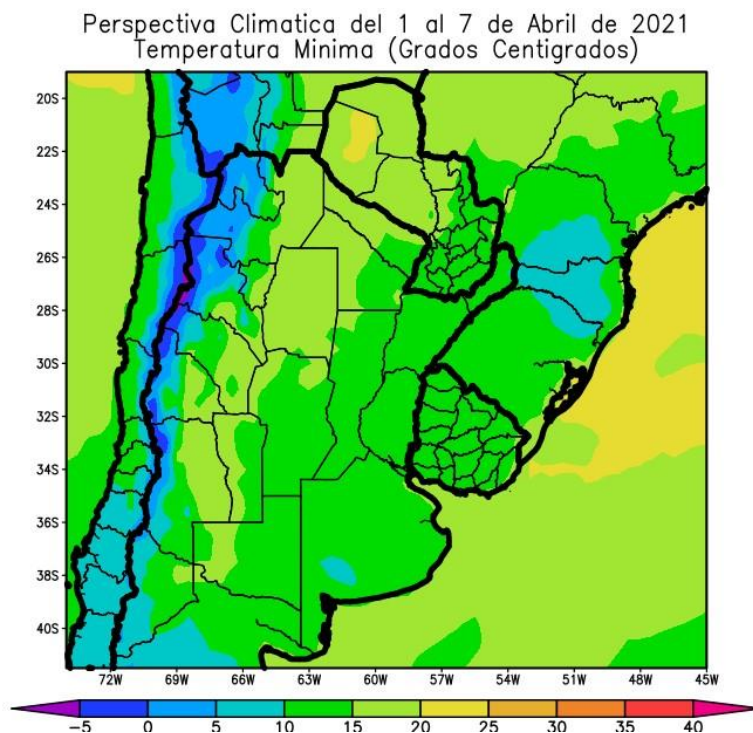 Perspectiva Climatica del 1 al 7 de Abril de 2021
Temperatura Minima (Grados Centigrados)
20S
22S
24S
26S
28S
30S
32S
34S
36S
38S
40S
72W 69W 66W 63W 60W 57W 54W 51W 48W 45W
−5 0 5 10 15 20 25 30 35 40